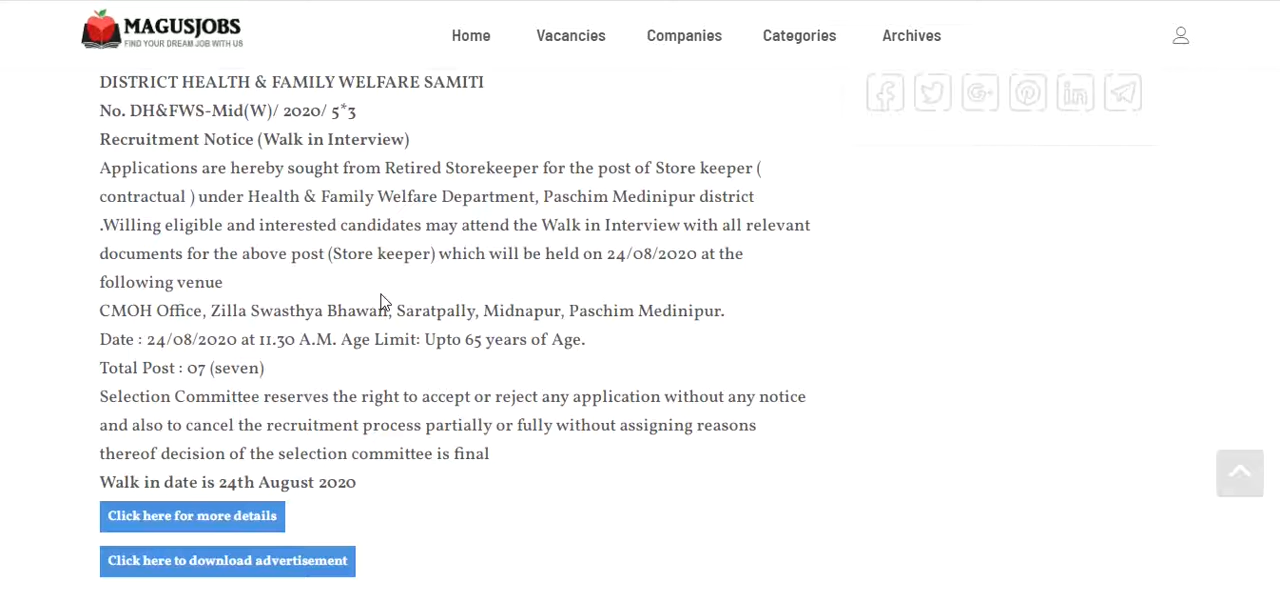 MAGUSJOBS
FIND YOUR DREAM JOB WITH US
Home Vacancies Companies Categories Archives
DISTRICT HEALTH & FAMILY WELFARE SAMITI
No. DH&FWS-Mid(W)/ 2020/ 5*3
Recruitment Notice (Walk in Interview)
Applications are hereby sought from Retired Storekeeper for the post of Store keeper (
contractual ) under Health & Family Welfare Department, Paschim Medinipur district
.Willing eligible and interested candidates may attend the Walk in Interview with all relevant
documents for the above post (Store keeper) which will be held on 24/08/2020 at the
following venue
CMOH Office, Zilla Swasthya Bhawan, Saratpally, Midnapur, Paschim Medinipur.
Date : 24/08/2020 at 11.30 A.M. Age Limit: Upto 65 years of Age.
Total Post : 07 (seven)
Selection Committee reserves the right to accept or reject any application without any notice
and also to cancel the recruitment process partially or fully without assigning reasons
thereof decision of the selection committee is final
Walk in date is 24th August 2020
Click here for more details
Click here to download advertisement